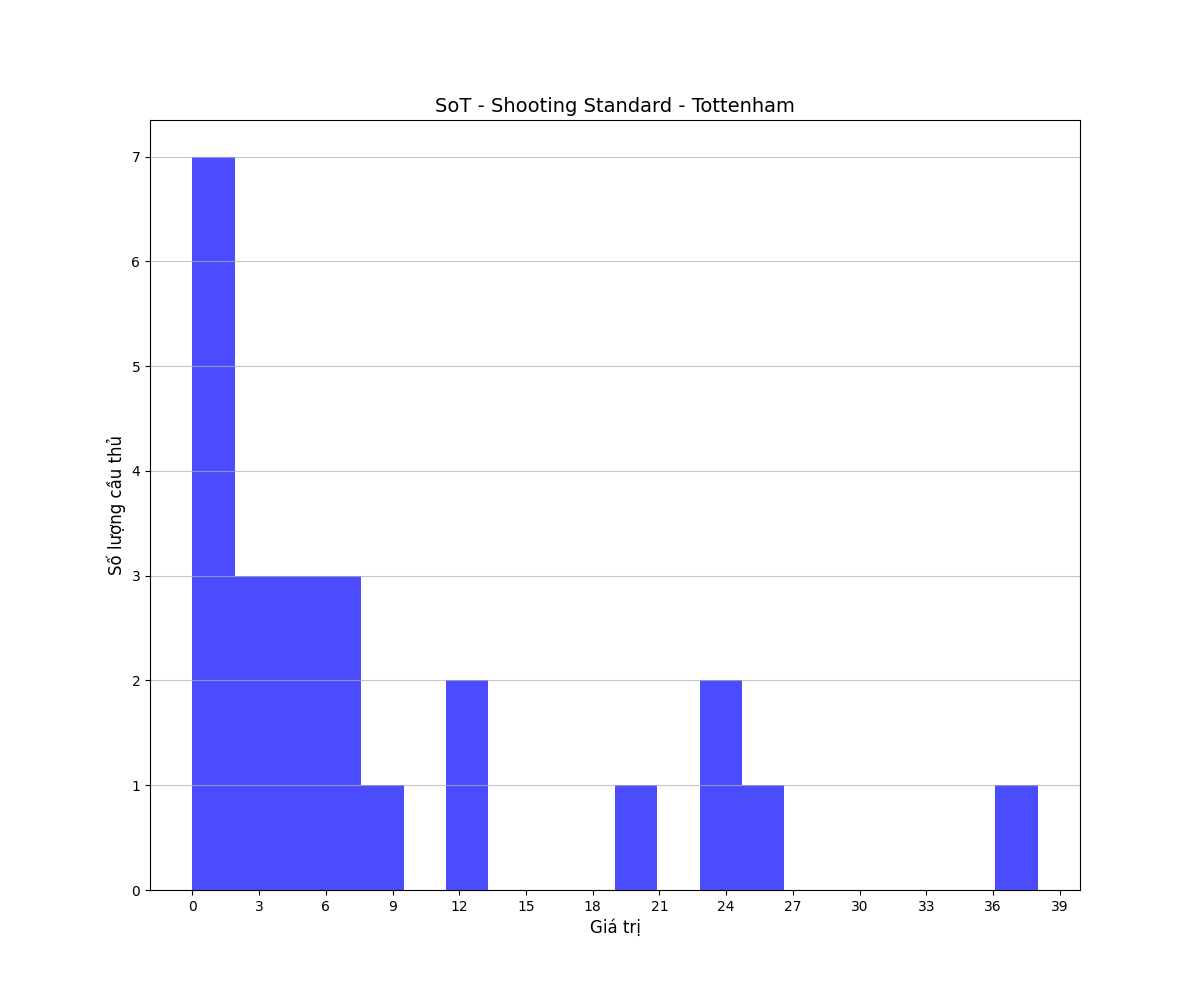 SoT - Shooting Standard - Tottenham
Số lượng cầu thủ
7
6
5
4
3
2
1
0
0 3 6 9 12 15 18 21 24 27 30 33 36 39
Giá trị